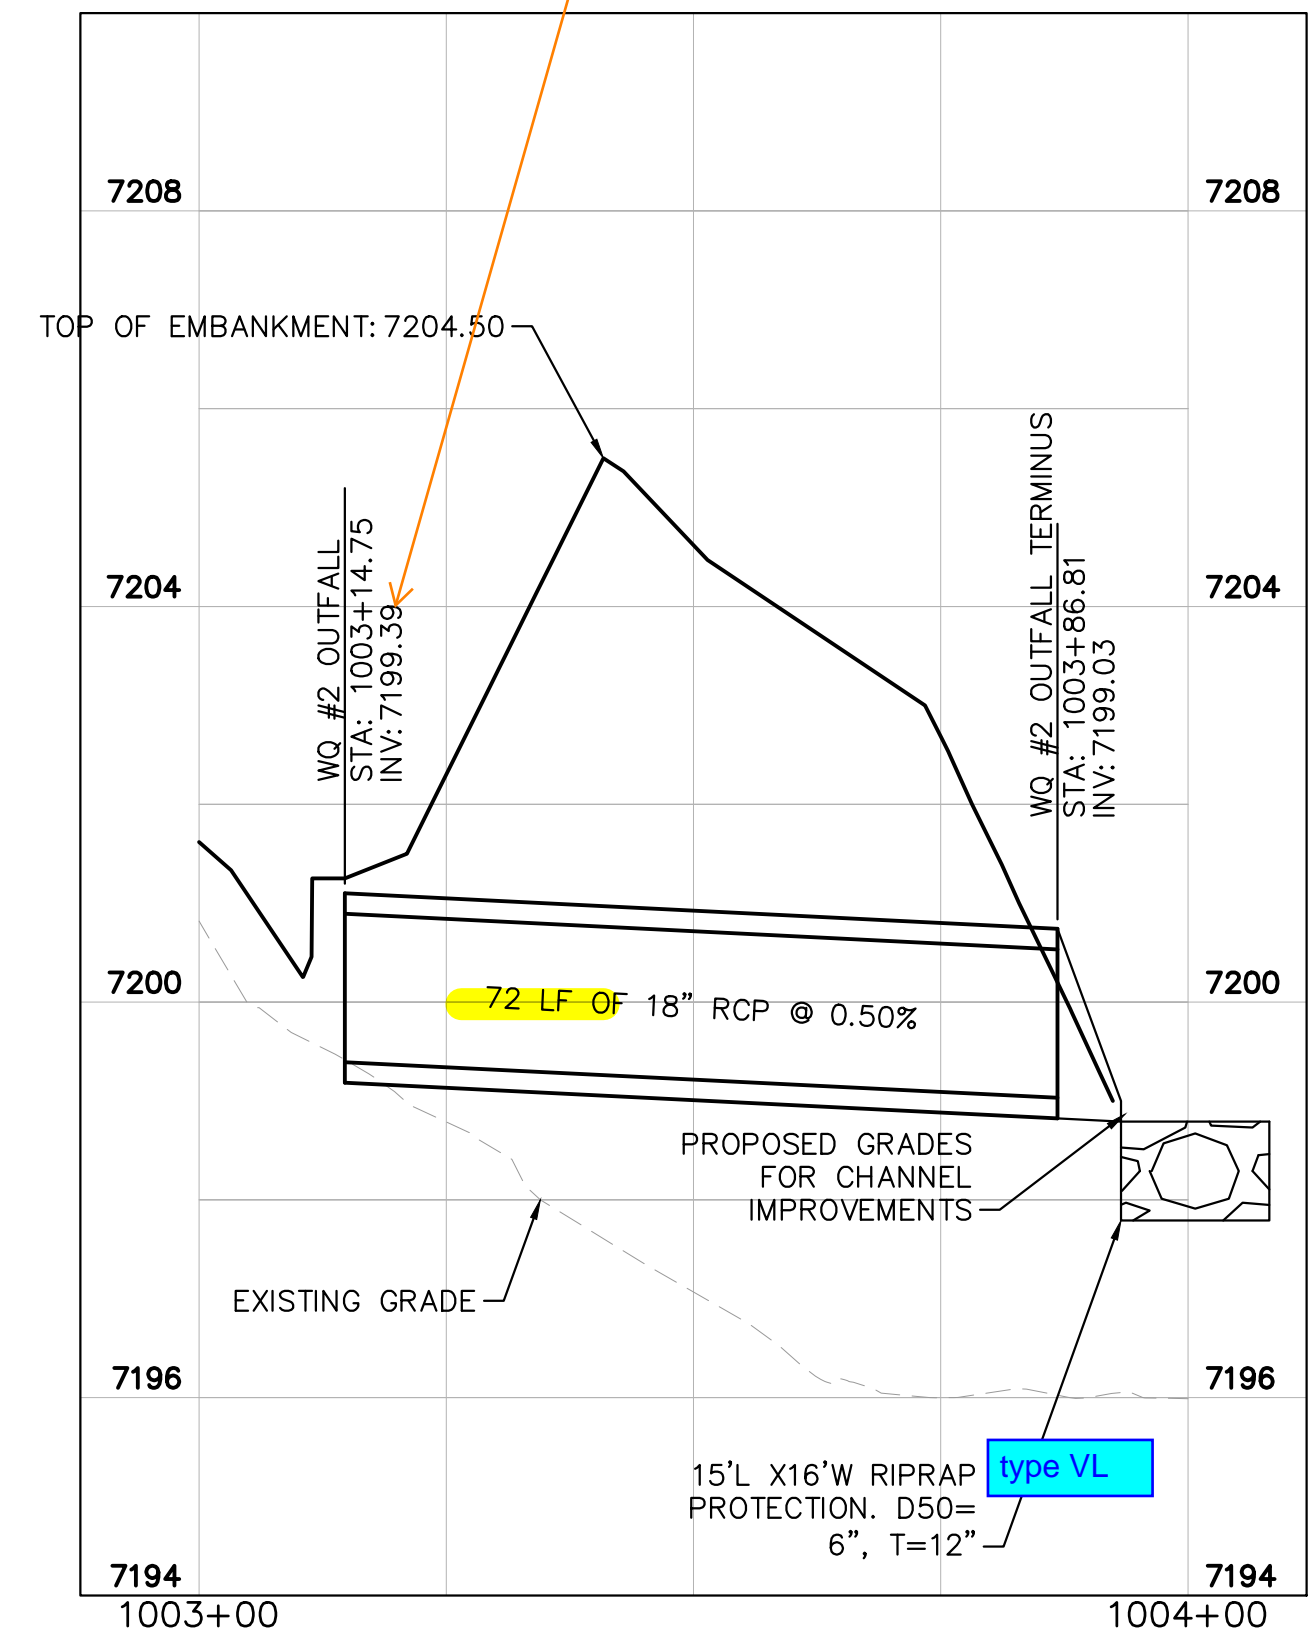 7208
7208
TOP OF EMBANKMENT: 7204.50
WQ #2 OUTFALL TERMINUS
STA: 1003+86.81
INV: 7199.03
WQ #2 OUTFALL
STA: 1003+14.75
INV: 7199.39
7204
7204
7200
72 LF OF 18” RCP @ 0.50%
7200
PROPOSED GRADES
FOR CHANNEL
IMPROVEMENTS
EXISTING GRADE
7196
7196
type VL
15’L X16’W RIPRAP
PROTECTION. D50=
6”, T=12”
7194
7194
1003+00
1004+00